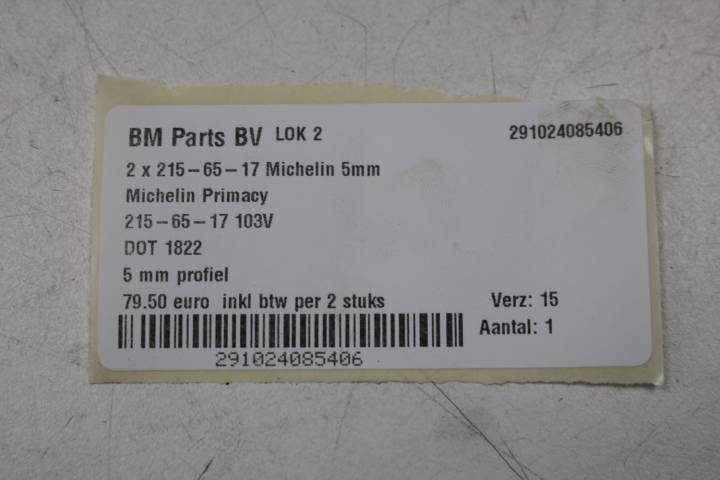 BM Parts BV LOK 2 291024085406
2 x 215-65-17 Michelin 5mm
Michelin Primacy
215-65-17 103V
DOT 1822
5 mm profiel
79.50 euro inkl btw per 2 stuks Verz: 15
Aantal: 1
291024085406